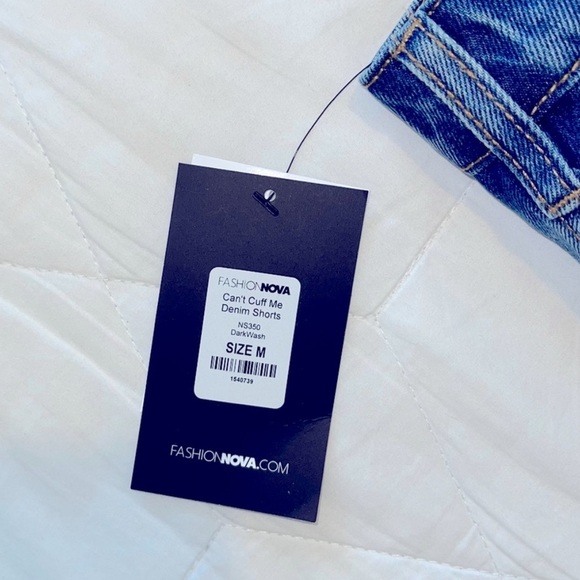 FASHIONNOVA
Can't Cuff Me
Denim Shorts
NS350
DarkWash
SIZE M
1540739
FASHIONNOVA.COM